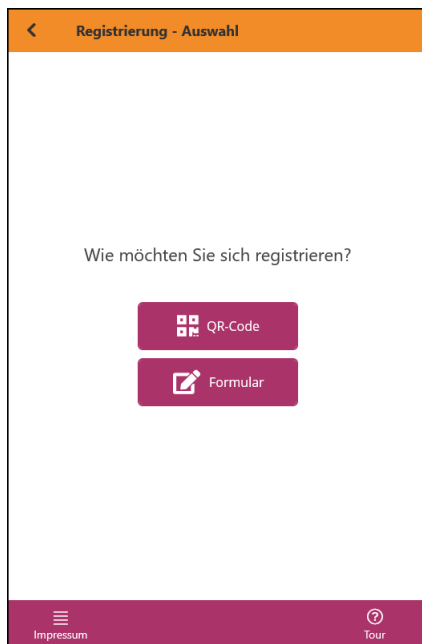 Registrierung - Auswahl
Wie möchten Sie sich registrieren?
QR-Code
Formular
Impressum
Tour